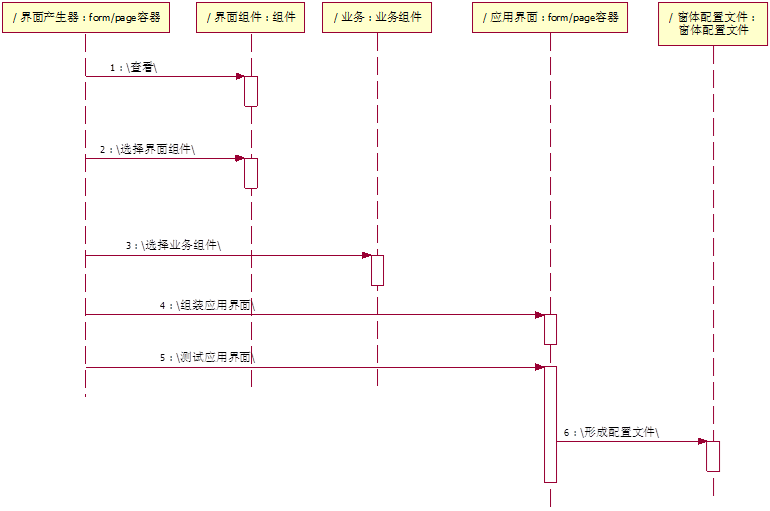 / 界面产生器 : form/page容器
/ 界面组件 : 组件
/ 业务 : 业务组件
/ 应用界面 : form/page容器
/ 窗体配置文件 :
窗体配置文件
1 : \查看\
2 : \选择界面组件\
3 : \选择业务组件\
4 : \组装应用界面\
5 : \测试应用界面\
6 : \形成配置文件\